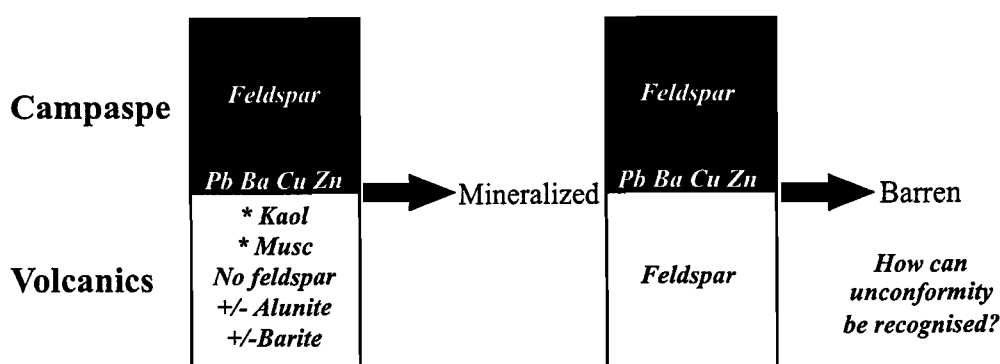 Campaspe
Feldspar
Pb Ba Cu Zn
Mineralized
Volcanics
* Kaol
* Musc
No feldspar
+/- Alunite
+/-Barite
Feldspar
Pb Ba Cu Zn
Barren
Feldspar
How can
unconformity
be recognised?